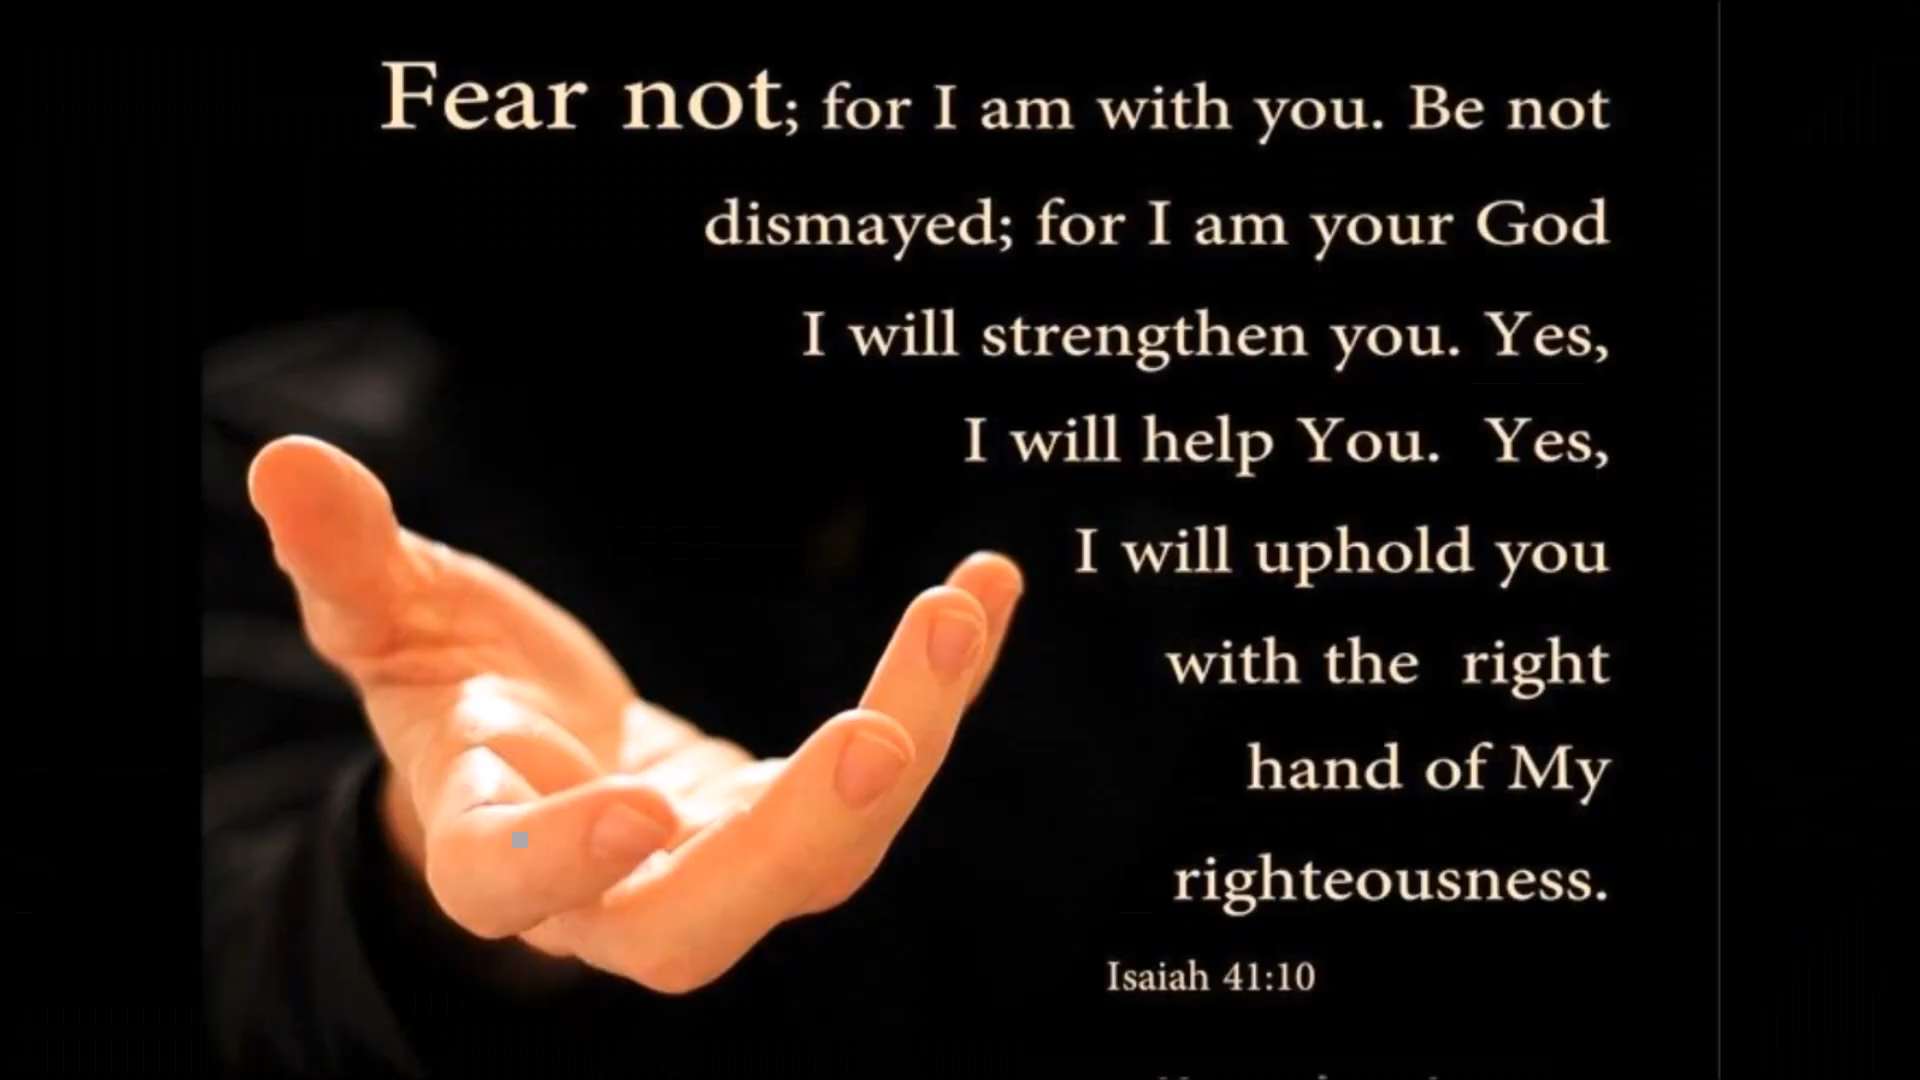 Fear not; for I am with you. Be not
dismayed; for I am your God
I will strengthen you. Yes,
I will help You. Yes,
I will uphold you
with the right
hand of My
righteousness.
Isaiah 41:10